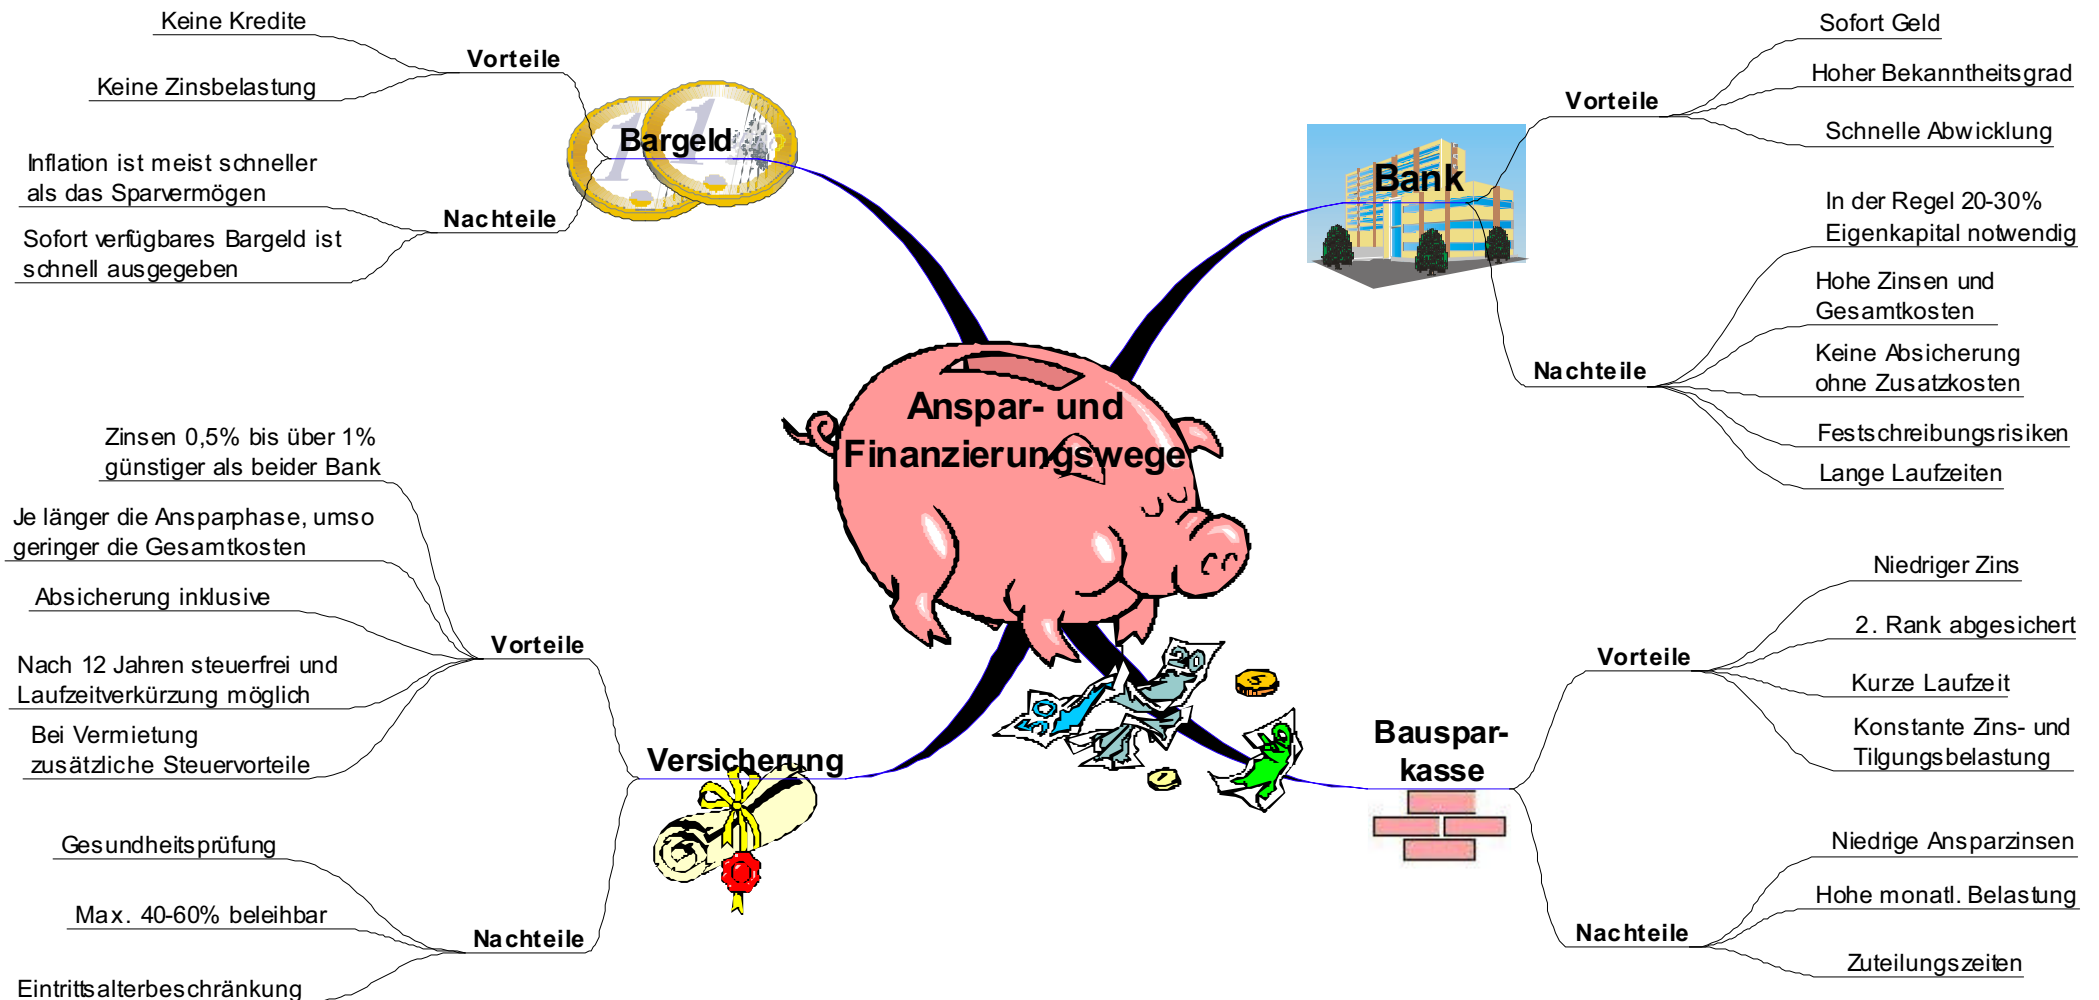 Anspar- und
Finanzierungswege
Bargeld
Vorteile
Keine Kredite
Keine Zinsbelastung
Nachteile
Inflation ist meist schneller
als das Sparvermögen
Sofort verfügbares Bargeld ist
schnell ausgegeben
Bank
Vorteile
Sofort Geld
Hoher Bekanntheitsgrad
Schnelle Abwicklung
Nachteile
In der Regel 20-30%
Eigenkapital notwendig
Hohe Zinsen und
Gesamtkosten
Keine Absicherung
ohne Zusatzkosten
Festschreibungsrisiken
Lange Laufzeiten
Versicherung
Vorteile
Zinsen 0,5% bis über 1%
günstiger als beider Bank
Je länger die Ansparphase, umso
geringer die Gesamtkosten
Absicherung inklusive
Nach 12 Jahren steuerfrei und
Laufzeitverkürzung möglich
Bei Vermietung
zusätzliche Steuervorteile
Nachteile
Gesundheitsprüfung
Max. 40-60% beleihbar
Eintrittsalterbeschränkung
Bauspar-
kasse
Vorteile
Niedriger Zins
2. Rank abgesichert
Kurze Laufzeit
Konstante Zins- und
Tilgungsbelastung
Nachteile
Niedrige Ansparzinsen
Hohe monatl. Belastung
Zuteilungszeiten
1
1
50
20
5